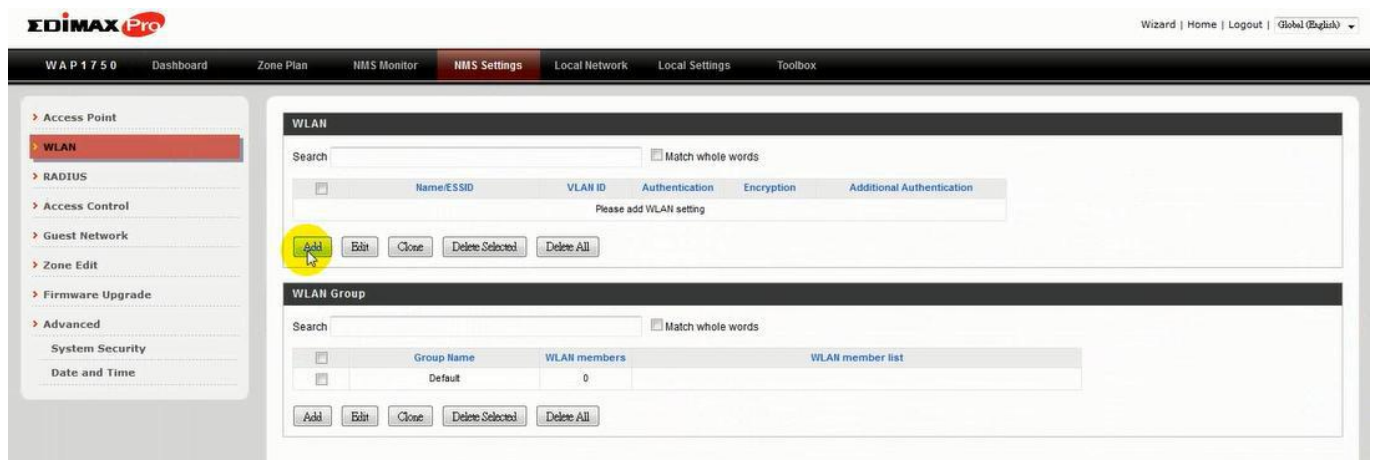 EDIMAX Pro
Wizard | Home | Logout | Global (English)
WAP1750 Dashboard Zone Plan NMS Monitor NMS Settings Local Network Local Settings Toolbox
Access Point
WLAN
RADIUS
Access Control
Guest Network
Zone Edit
Firmware Upgrade
Advanced
System Security
Date and Time
WLAN
Search Match whole words
Name/ESSID VLAN ID Authentication Encryption Additional Authentication
Please add WLAN setting
Add Edit Clone Delete Selected Delete All
WLAN Group
Search Match whole words
Group Name WLAN members WLAN member list
Default 0
Add Edit Clone Delete Selected Delete All